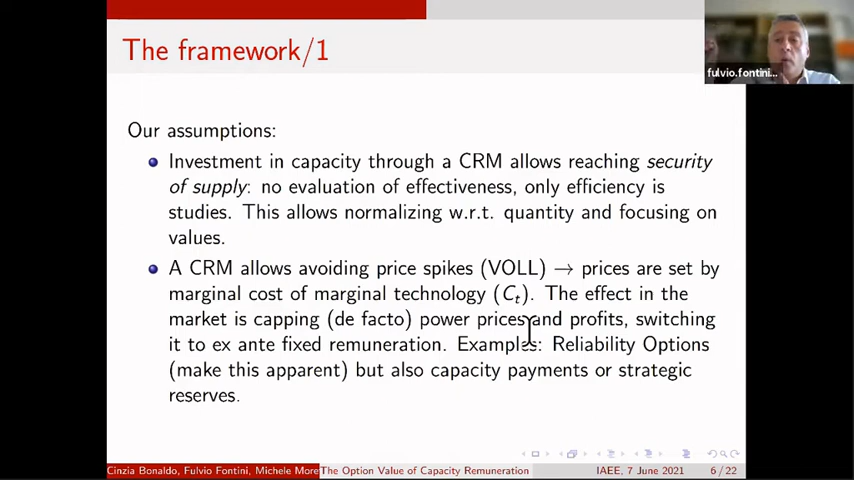 The framework/1
fulvio.fontini...
Our assumptions:
Investment in capacity through a CRM allows reaching security
of supply: no evaluation of effectiveness, only efficiency is
studies. This allows normalizing w.r.t. quantity and focusing on
values.
A CRM allows avoiding price spikes (VOLL) → prices are set by
marginal cost of marginal technology (Cₜ). The effect in the
market is capping (de facto) power prices and profits, switching
it to ex ante fixed remuneration. Examples: Reliability Options
(make this apparent) but also capacity payments or strategic
reserves.
Cinzia Bonaldo, Fulvio Fontini, Michele More The Option Value of Capacity Remuneration IAEE, 7 June 2021 6 / 22